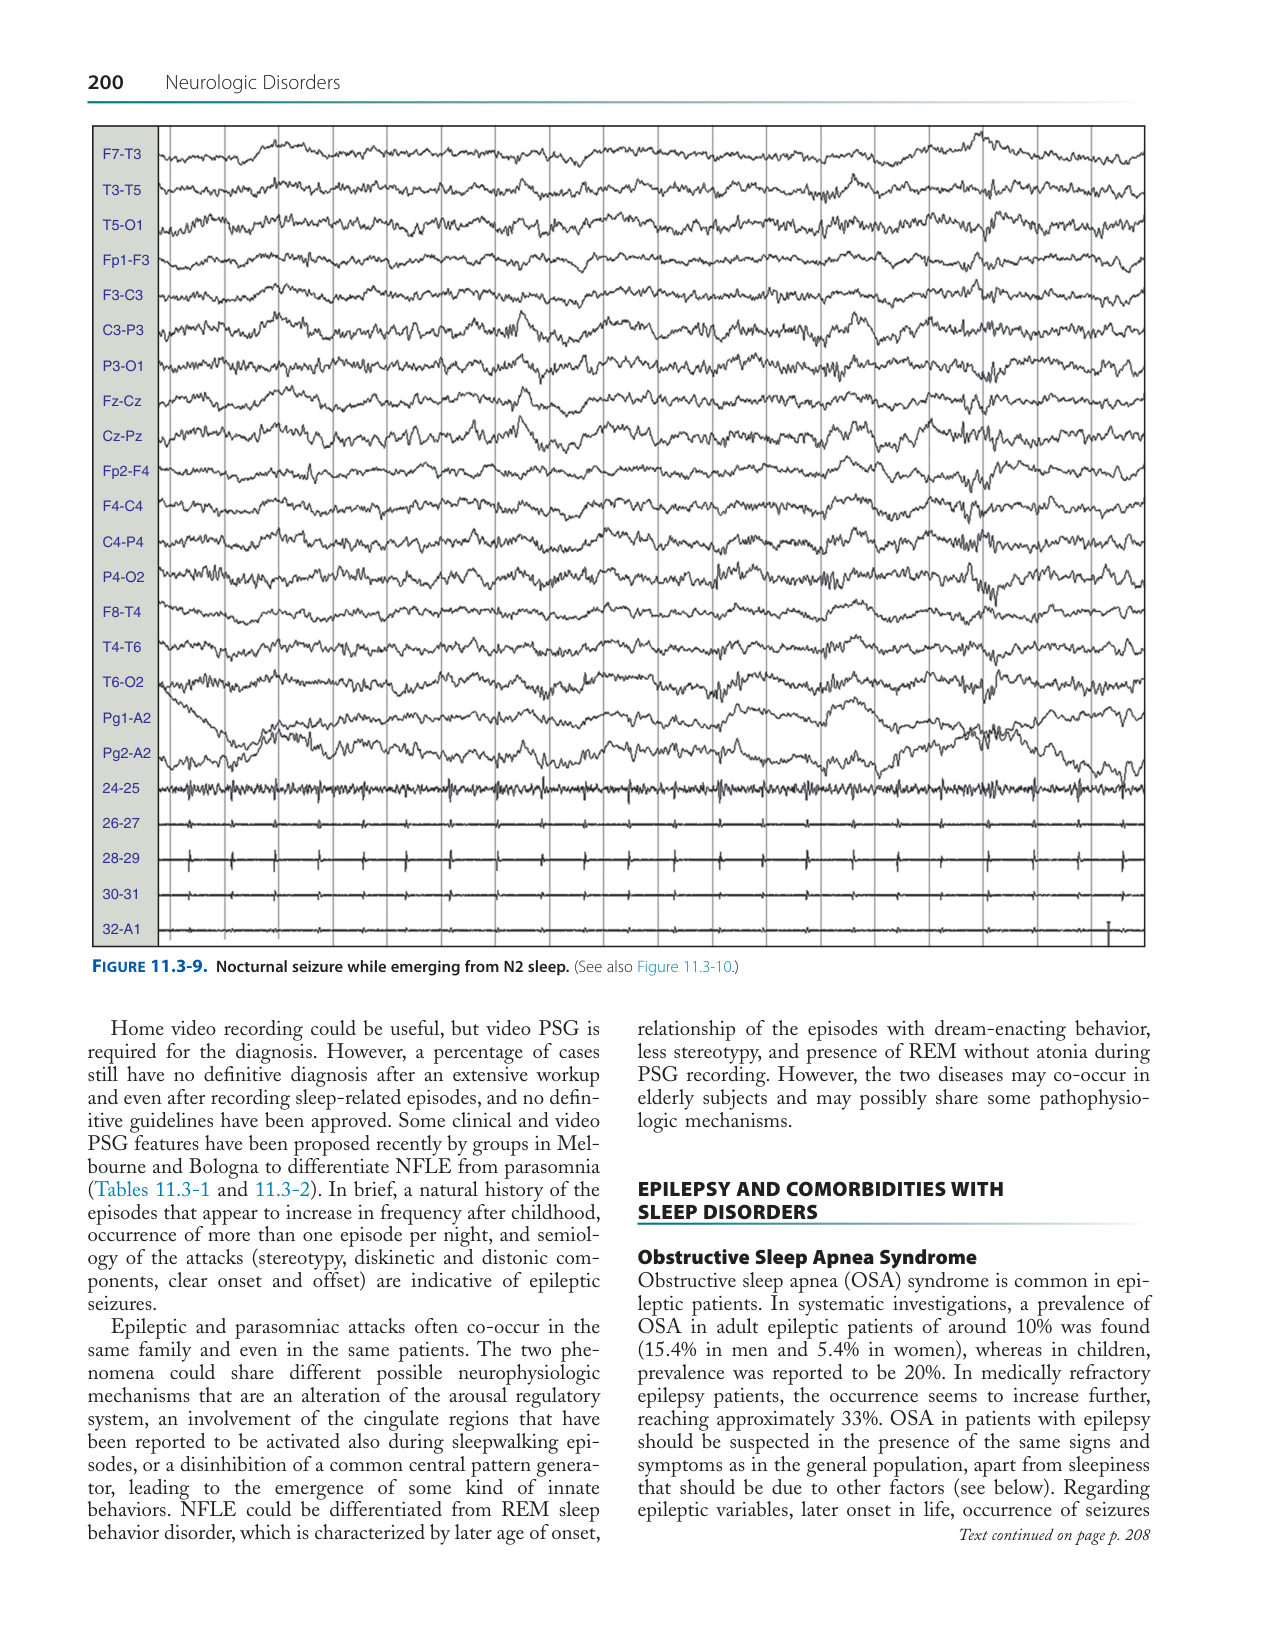 200 Neurologic Disorders
F7-T3
T3-T5
T5-O1
Fp1-F3
F3-C3
C3-P3
P3-O1
Fz-Cz
Cz-Pz
Fp2-F4
F4-C4
C4-P4
P4-O2
F8-T4
T4-T6
T6-O2
Pg1-A2
Pg2-A2
24-25
26-27
28-29
30-31
32-A1
FIGURE 11.3-9. Nocturnal seizure while emerging from N2 sleep. (See also Figure 11.3-10.)
Home video recording could be useful, but video PSG is
required for the diagnosis. However, a percentage of cases
still have no definitive diagnosis after an extensive workup
and even after recording sleep-related episodes, and no defin-
itive guidelines have been approved. Some clinical and video
PSG features have been proposed recently by groups in Mel-
bourne and Bologna to differentiate NFLE from parasomnia
(Tables 11.3-1 and 11.3-2). In brief, a natural history of the
episodes that appear to increase in frequency after childhood,
occurrence of more than one episode per night, and semiol-
ogy of the attacks (stereotypy, diskinetic and distonic com-
ponents, clear onset and offset) are indicative of epileptic
seizures.
Epileptic and parasomniac attacks often co-occur in the
same family and even in the same patients. The two phe-
nomena could share different possible neurophysiologic
mechanisms that are an alteration of the arousal regulatory
system, an involvement of the cingulate regions that have
been reported to be activated also during sleepwalking epi-
sodes, or a disinhibition of a common central pattern genera-
tor, leading to the emergence of some kind of innate
behaviors. NFLE could be differentiated from REM sleep
behavior disorder, which is characterized by later age of onset,
relationship of the episodes with dream-enacting behavior,
less stereotypy, and presence of REM without atonia during
PSG recording. However, the two diseases may co-occur in
elderly subjects and may possibly share some pathophysio-
logic mechanisms.
EPILEPSY AND COMORBIDITIES WITH
SLEEP DISORDERS
Obstructive Sleep Apnea Syndrome
Obstructive sleep apnea (OSA) syndrome is common in epi-
leptic patients. In systematic investigations, a prevalence of
OSA in adult epileptic patients of around 10% was found
(15.4% in men and 5.4% in women), whereas in children,
prevalence was reported to be 20%. In medically refractory
epilepsy patients, the occurrence seems to increase further,
reaching approximately 33%. OSA in patients with epilepsy
should be suspected in the presence of the same signs and
symptoms as in the general population, apart from sleepiness
that should be due to other factors (see below). Regarding
epileptic variables, later onset in life, occurrence of seizures
Text continued on page p. 208